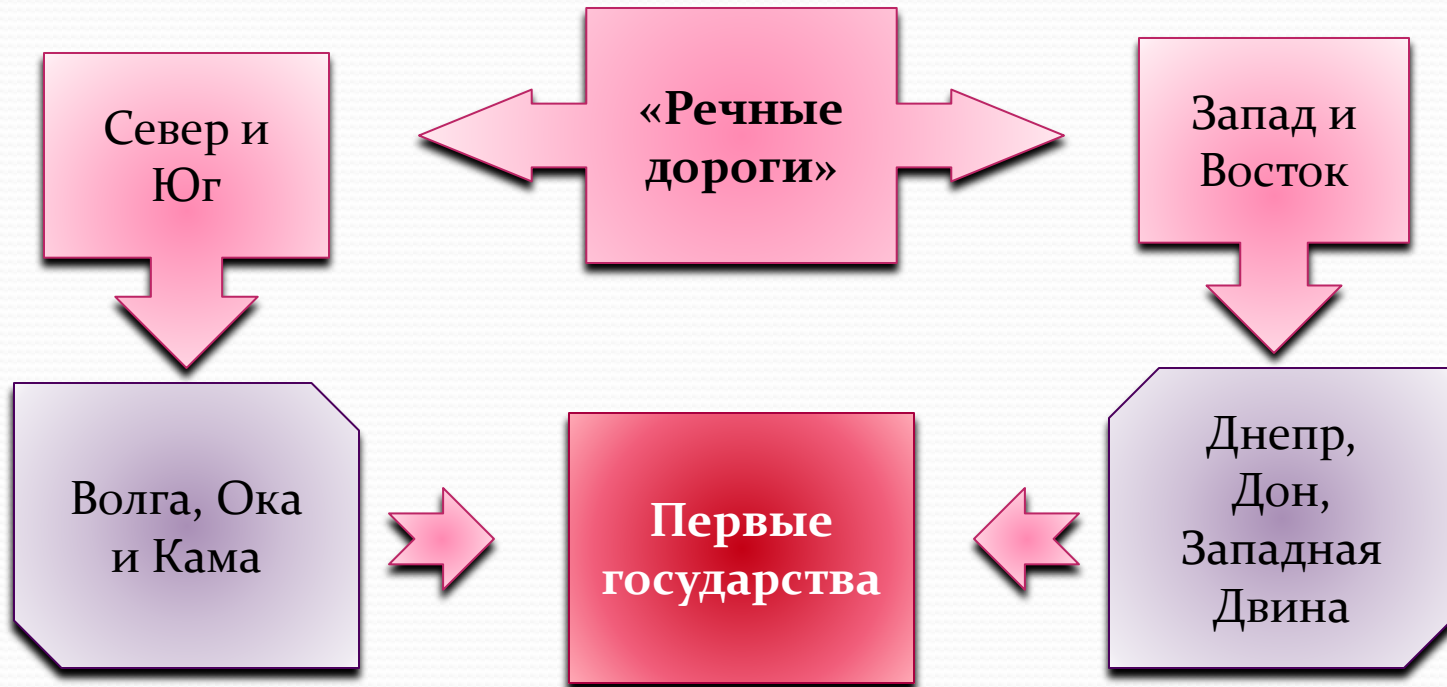 «Речные
дороги»
Север и
Юг
Запад и
Восток
Волга, Ока
и Кама
Первые
государства
Днепр,
Дон,
Западная
Двина